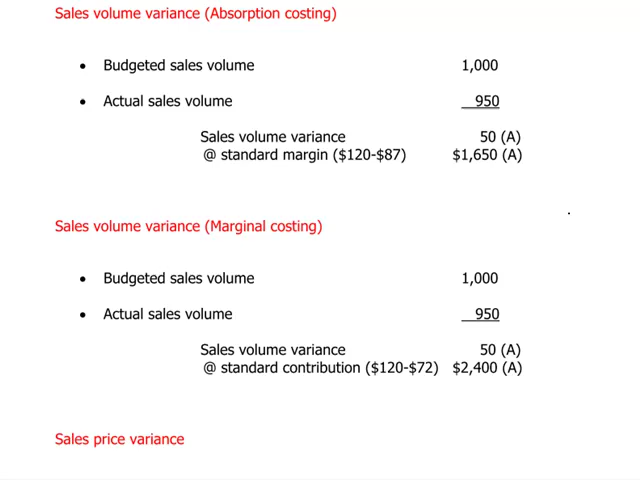 Sales volume variance (Absorption costing)
• Budgeted sales volume 1,000
• Actual sales volume 950
Sales volume variance 50 (A)
@ standard margin ($120-$87) $1,650 (A)
Sales volume variance (Marginal costing)
• Budgeted sales volume 1,000
• Actual sales volume 950
Sales volume variance 50 (A)
@ standard contribution ($120-$72) $2,400 (A)
Sales price variance